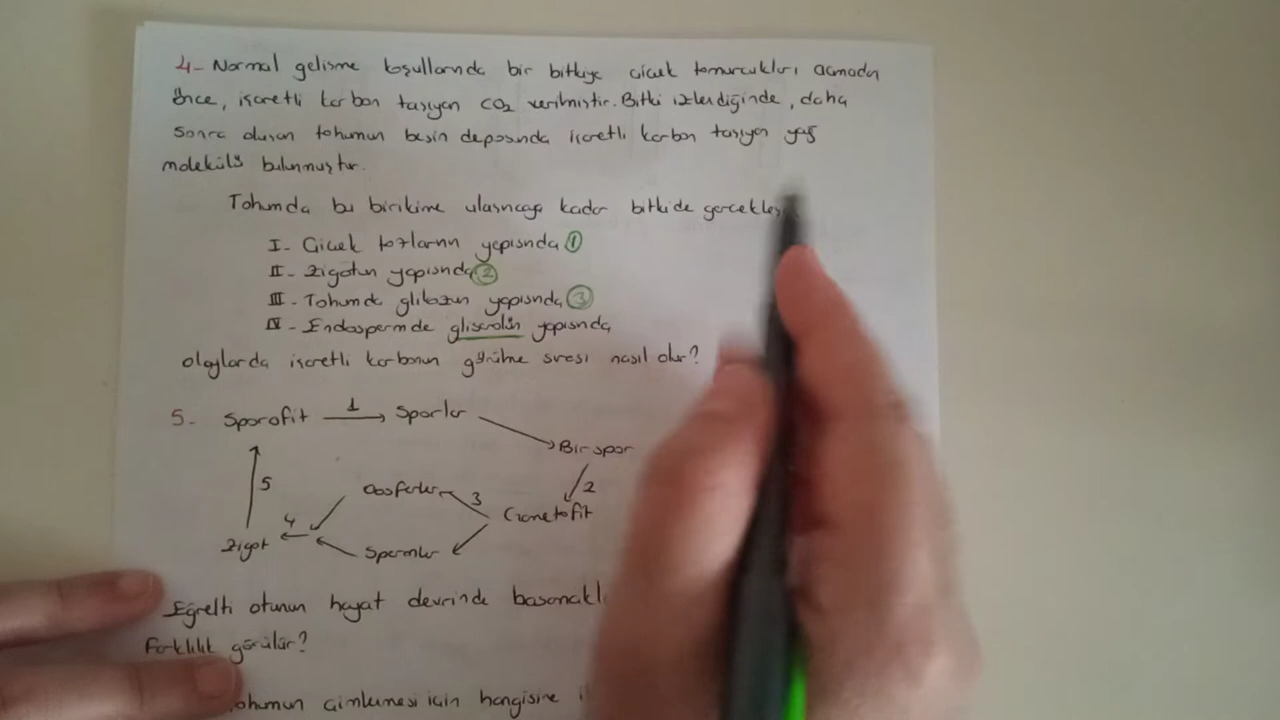 4- Normal gelişme koşullarında bir bitkiye çiçek tomurcukları açmadan
önce, işaretli karbon taşıyan CO₂ verilmiştir. Bitki izlendiğinde, daha
sonra oluşan tohumun besin deposunda işaretli karbon taşıyan yağ
molekülü bulunmuştur.
Tohumda bu birikime ulaşıncaya kadar bitkide gerçekleş
I- Çiçek tozlarının yapısında ①
II- Zigotun yapısında ②
III- Tohumda glikozun yapısında ③
IV- Endospermde gliserolün yapısında
olaylarda işaretli karbonun görülme sırası nasıl olur?
5- Sporofit 1 Sporlar
Bir spor
5 Oosferler 3 2
Gametofit
4
Zigot Spermler
Eğrelti otunun hayat devrinde basamakl
farklılık görülür?
ohumun çimlenmesi için hangisine i